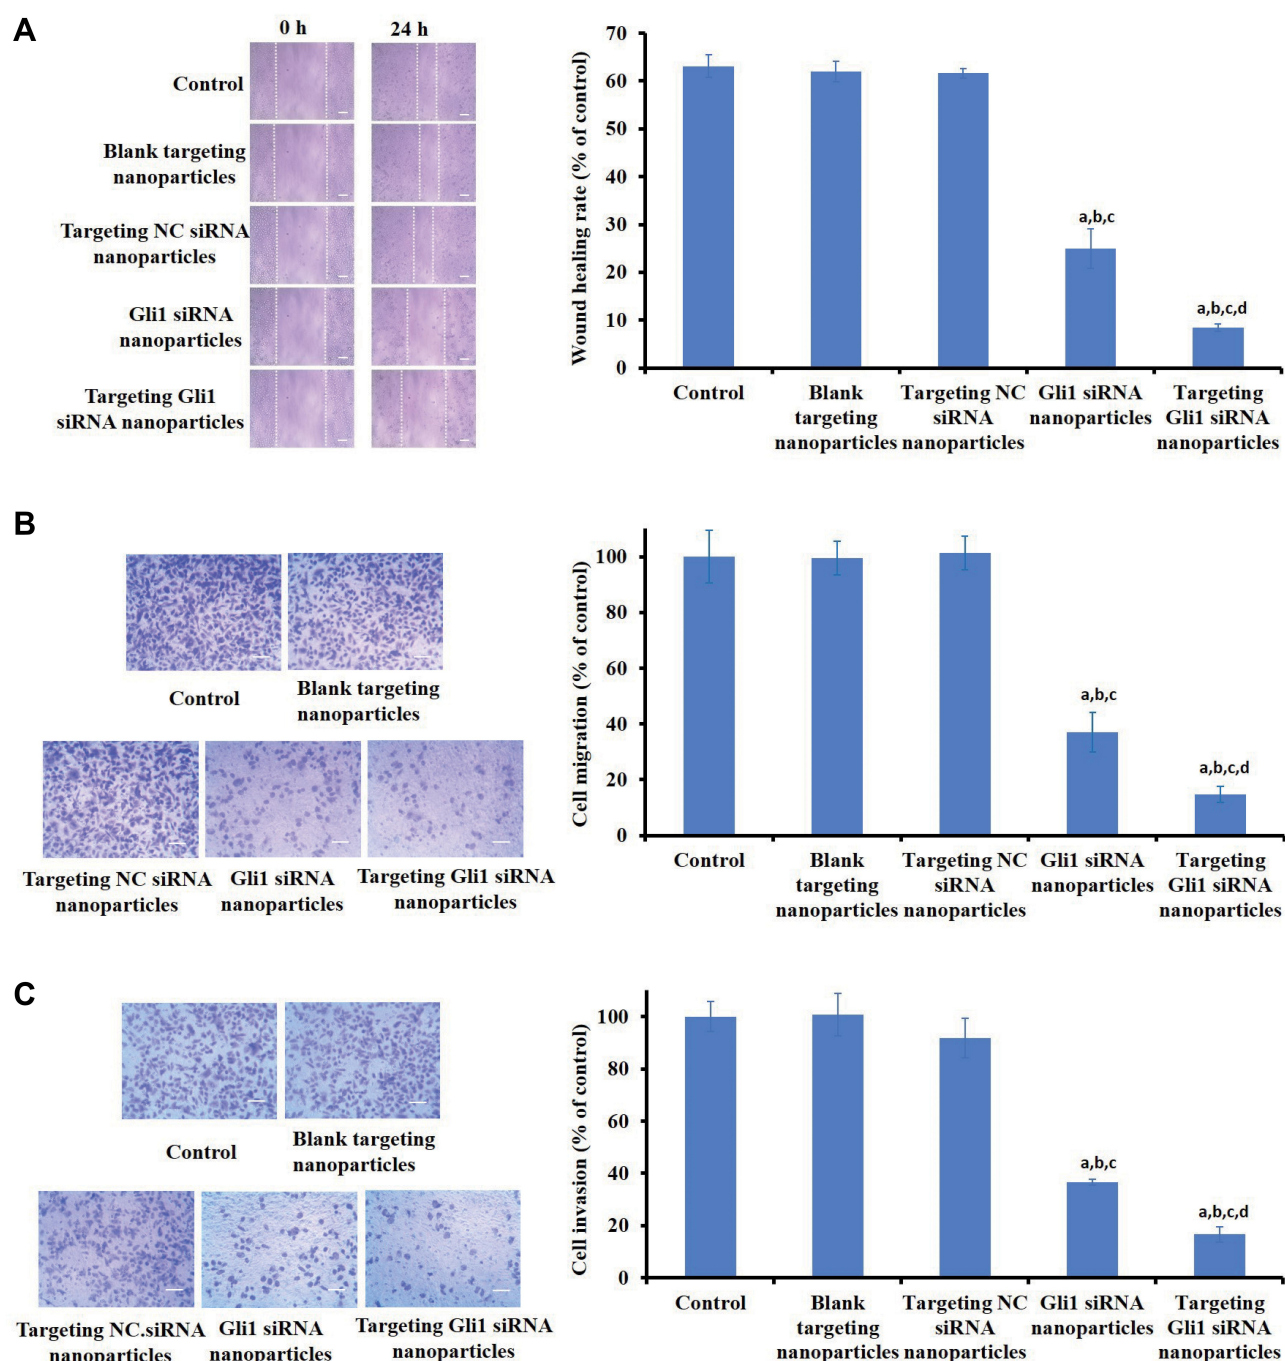 A
0 h
24 h
Control
Blank targeting
nanoparticles
Targeting NC siRNA
nanoparticles
Gli1 siRNA
nanoparticles
Targeting Gli1
siRNA nanoparticles
Wound healing rate (% of control)
70
60
50
40
30
20
10
0
a,b,c
a,b,c,d
Control
Blank
targeting
nanoparticles
Targeting NC
siRNA
nanoparticles
Gli1 siRNA
nanoparticles
Targeting
Gli1 siRNA
nanoparticles
B
Control
Blank targeting
nanoparticles
Targeting NC siRNA
nanoparticles
Gli1 siRNA
nanoparticles
Targeting Gli1 siRNA
nanoparticles
Cell migration (% of control)
100
80
60
40
20
0
a,b,c
a,b,c,d
Control
Blank
targeting
nanoparticles
Targeting NC
siRNA
nanoparticles
Gli1 siRNA
nanoparticles
Targeting
Gli1 siRNA
nanoparticles
C
Control
Blank targeting
nanoparticles
Targeting NC.siRNA
nanoparticles
Gli1 siRNA
nanoparticles
Targeting Gli1 siRNA
nanoparticles
Cell invasion (% of control)
100
80
60
40
20
0
a,b,c
a,b,c,d
Control
Blank
targeting
nanoparticles
Targeting NC
siRNA
nanoparticles
Gli1 siRNA
nanoparticles
Targeting
Gli1 siRNA
nanoparticles